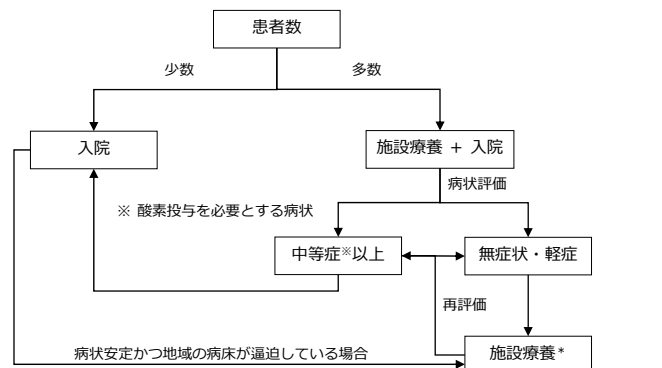 患者数
少数
多数
入院
施設療養 + 入院
病状評価
※ 酸素投与を必要とする病状
中等症※以上
無症状・軽症
再評価
病状安定かつ地域の病床が逼迫している場合
施設療養*